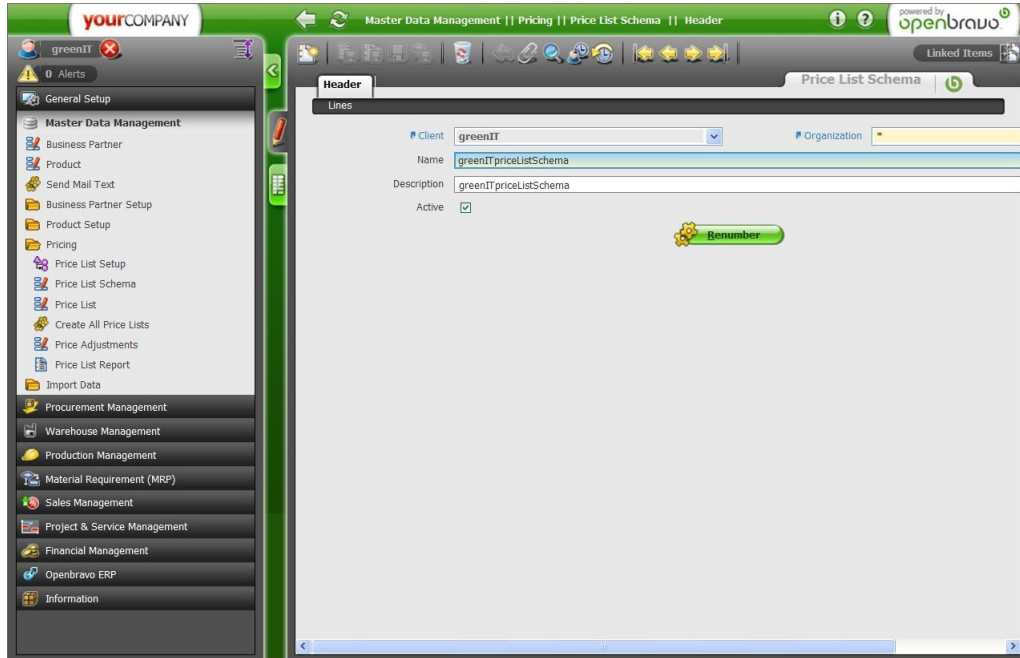 yourCOMPANY
Master Data Management || Pricing || Price List Schema || Header
powered by
openbravo
greenIT
0 Alerts
Linked Items
General Setup
Master Data Management
Business Partner
Product
Send Mail Text
Business Partner Setup
Product Setup
Pricing
Price List Setup
Price List Schema
Price List
Create All Price Lists
Price Adjustments
Price List Report
Import Data
Procurement Management
Warehouse Management
Production Management
Material Requirement (MRP)
Sales Management
Project & Service Management
Financial Management
Openbravo ERP
Information
Header
Price List Schema
Lines
Client greenIT
Organization *
Name greenITpriceListSchema
Description greenITpriceListSchema
Active
Renumber